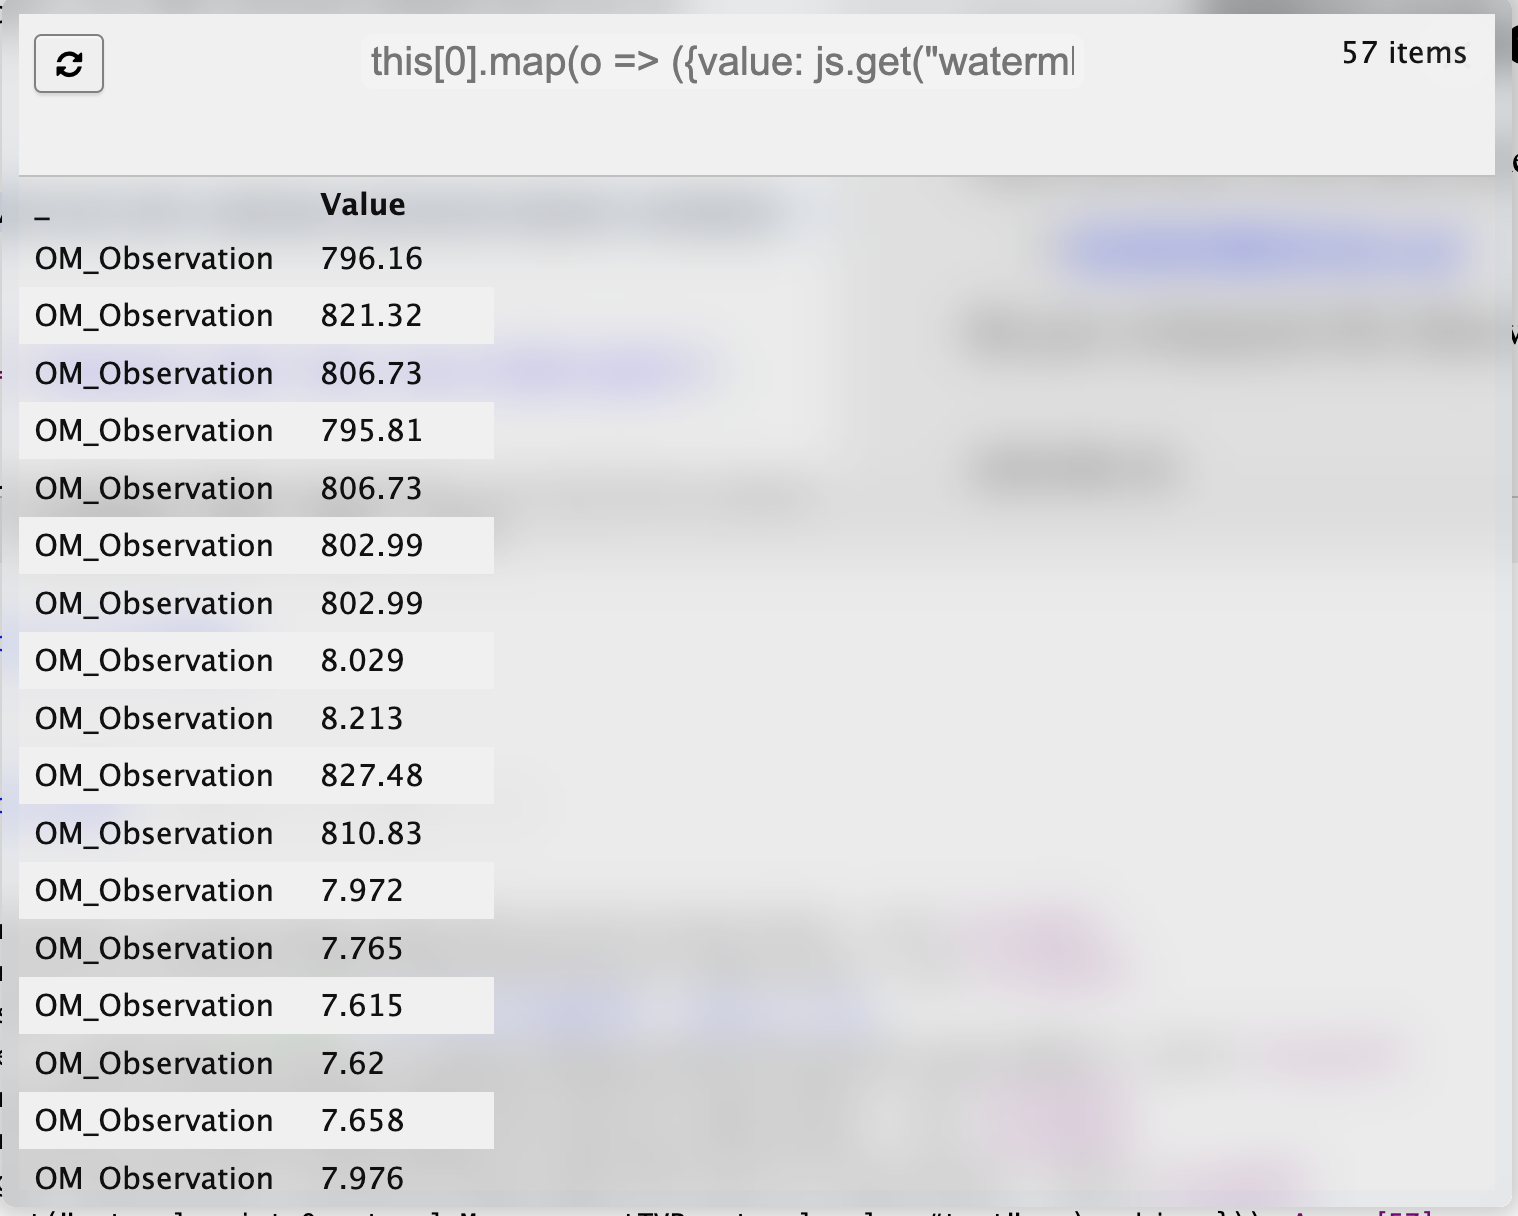 this[0].map(o => ({value: js.get("waterml
57 items
_ Value
OM_Observation 796.16
OM_Observation 821.32
OM_Observation 806.73
OM_Observation 795.81
OM_Observation 806.73
OM_Observation 802.99
OM_Observation 802.99
OM_Observation 8.029
OM_Observation 8.213
OM_Observation 827.48
OM_Observation 810.83
OM_Observation 7.972
OM_Observation 7.765
OM_Observation 7.615
OM_Observation 7.62
OM_Observation 7.658
OM_Observation 7.976